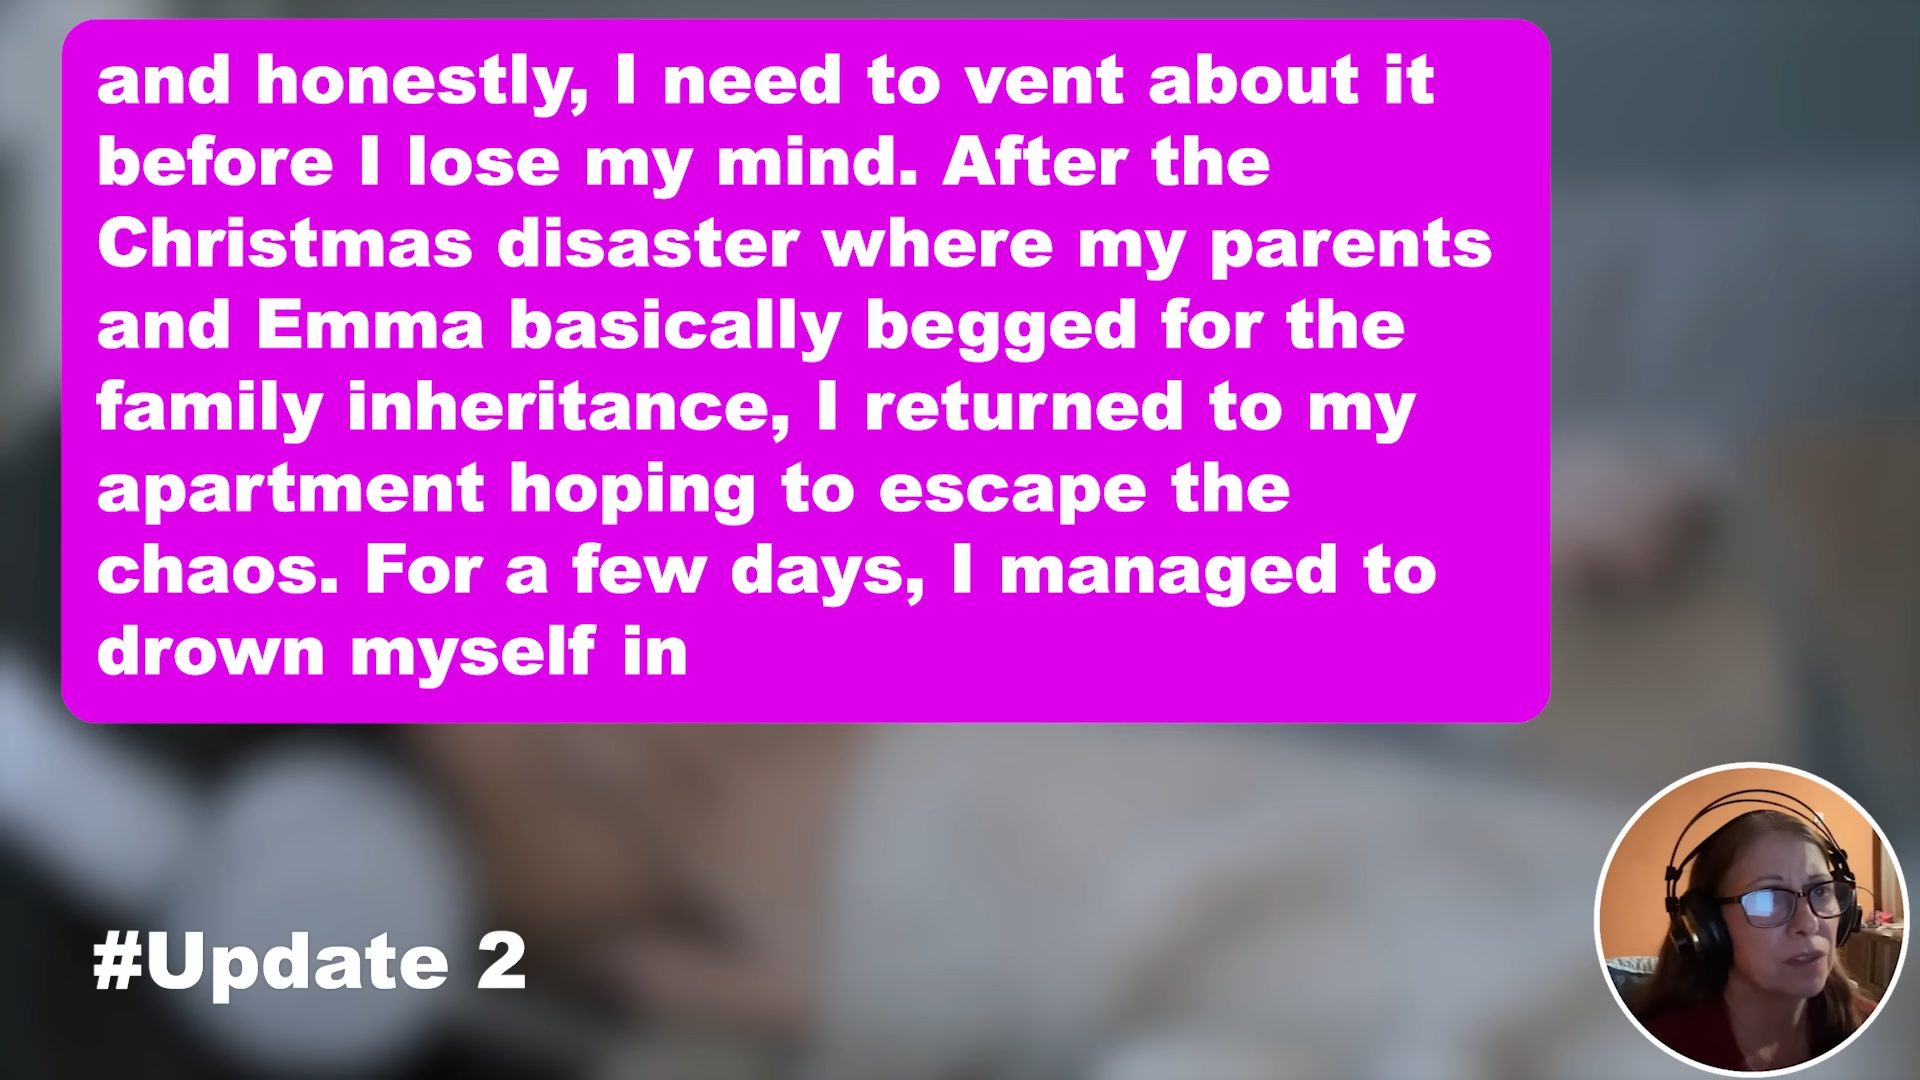 and honestly, I need to vent about it
before I lose my mind. After the
Christmas disaster where my parents
and Emma basically begged for the
family inheritance, I returned to my
apartment hoping to escape the
chaos. For a few days, I managed to
drown myself in
#Update 2